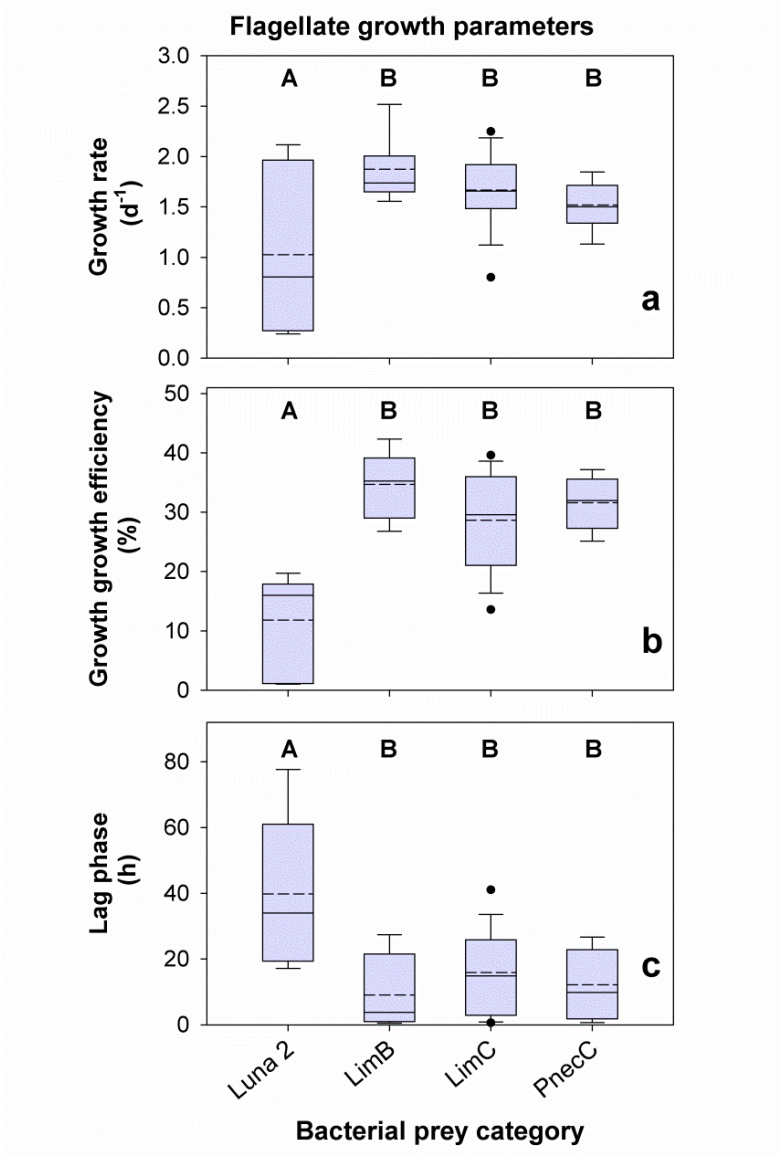 Flagellate growth parameters
Growth rate
(d-1)
3.0
2.5
2.0
1.5
1.0
0.5
0.0
A B B B
a
Growth growth efficiency
(%)
50
40
30
20
10
0
A B B B
b
Lag phase
(h)
80
60
40
20
0
A B B B
c
Luna 2 LimB LimC PnecC
Bacterial prey category